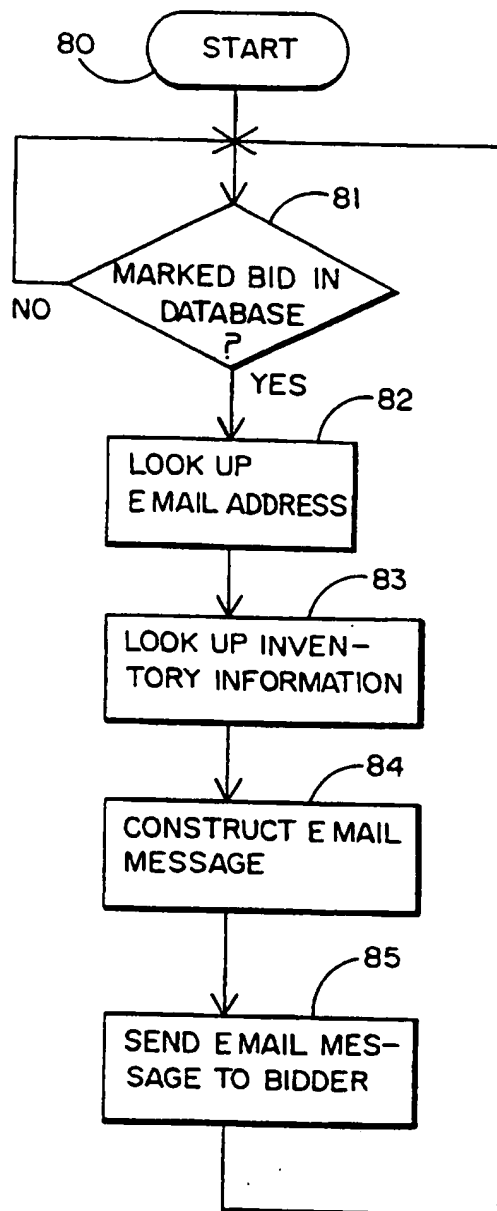 80
START
81
MARKED BID IN
DATABASE
?
NO
YES
82
LOOK UP
E MAIL ADDRESS
83
LOOK UP INVEN-
TORY INFORMATION
84
CONSTRUCT E MAIL
MESSAGE
85
SEND E MAIL MES-
SAGE TO BIDDER